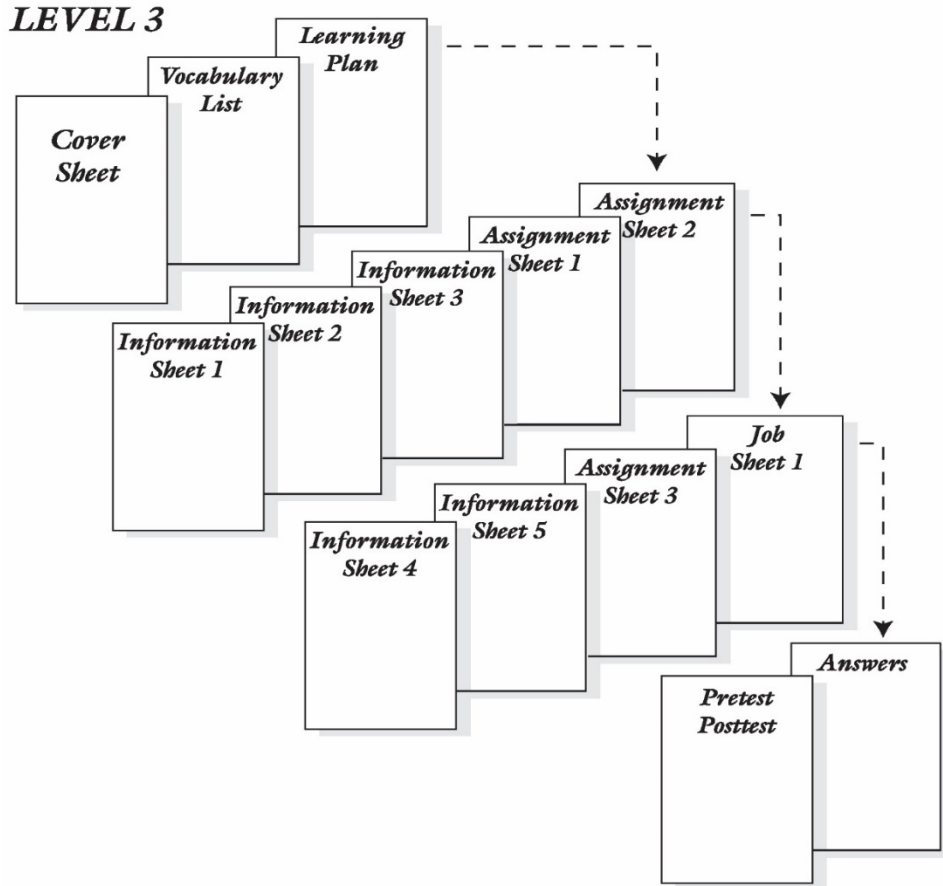 LEVEL 3
Cover
Sheet
Vocabulary
List
Learning
Plan
Information
Sheet 1
Information
Sheet 2
Information
Sheet 3
Assignment
Sheet 1
Assignment
Sheet 2
Information
Sheet 4
Information
Sheet 5
Assignment
Sheet 3
Job
Sheet 1
Pretest
Posttest
Answers